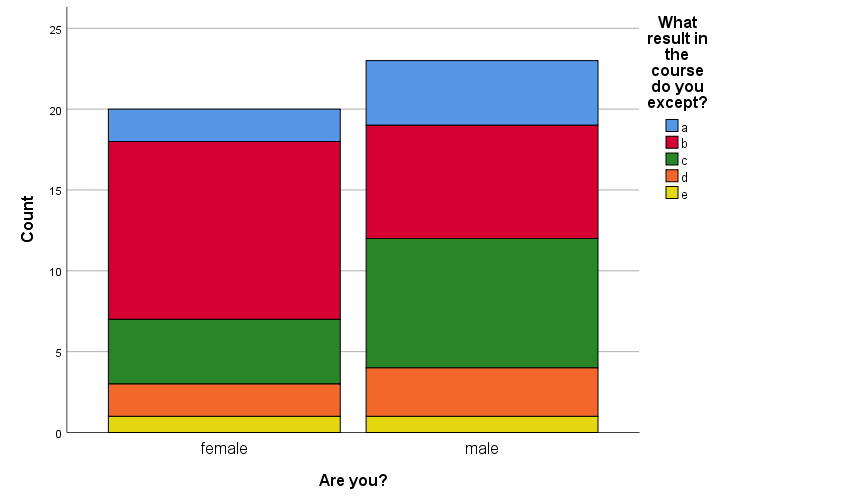 25
20
15
10
5
0
Count
female
male
Are you?
What
result in
the
course
do you
except?
a
b
c
d
e